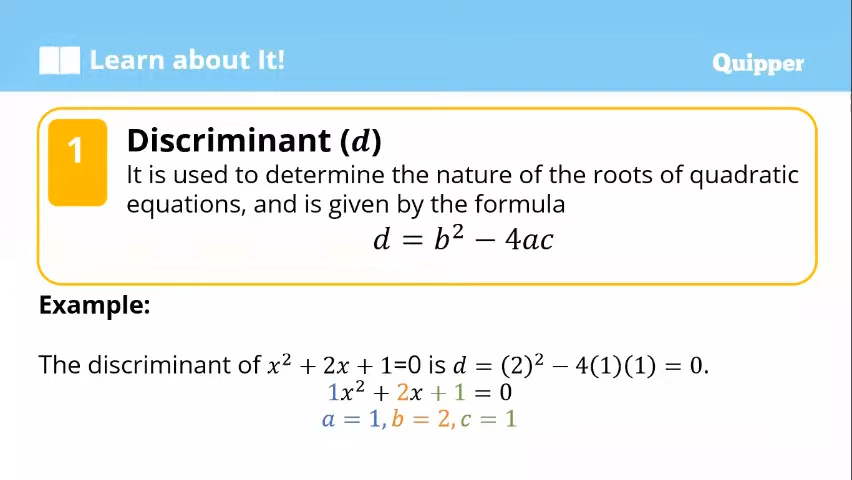 Learn about It!
Quipper
1
Discriminant (d)
It is used to determine the nature of the roots of quadratic
equations, and is given by the formula
d = b² − 4ac
Example:
The discriminant of x² + 2x + 1=0 is d = (2)² − 4(1)(1) = 0.
1x² + 2x + 1 = 0
a = 1, b = 2, c = 1